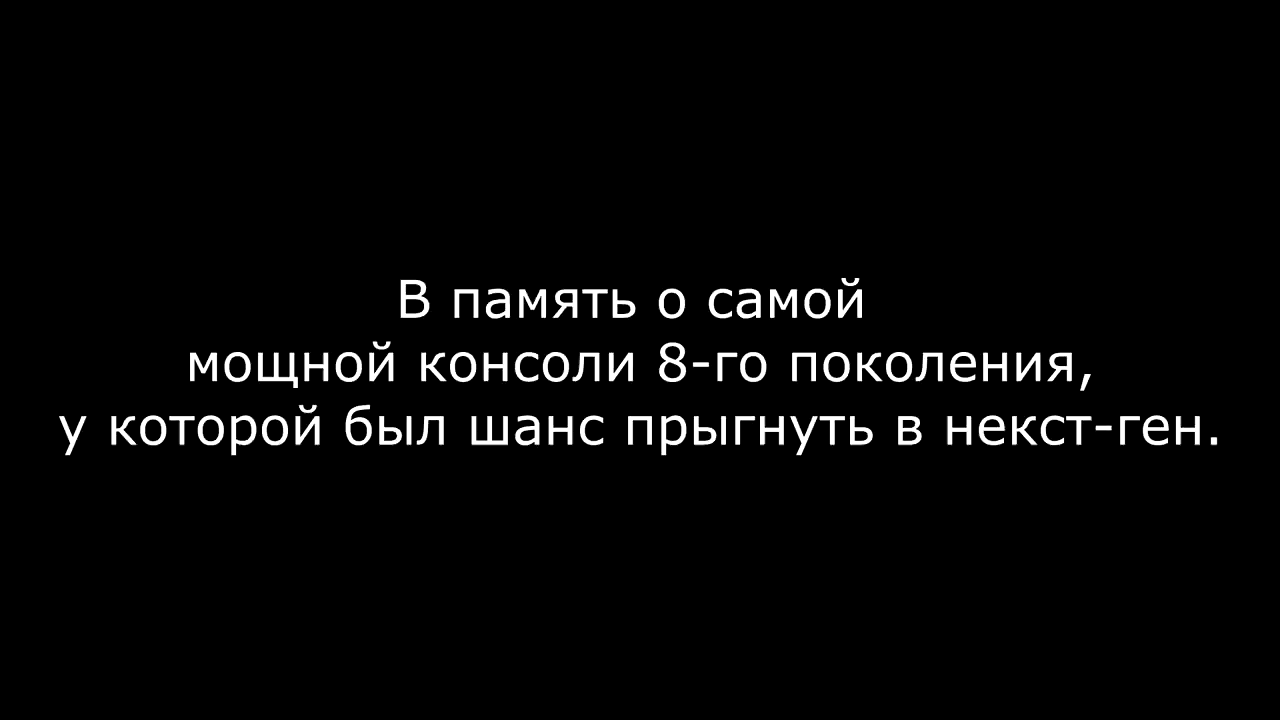 В память о самой
мощной консоли 8-го поколения,
у которой был шанс прыгнуть в некст-ген.